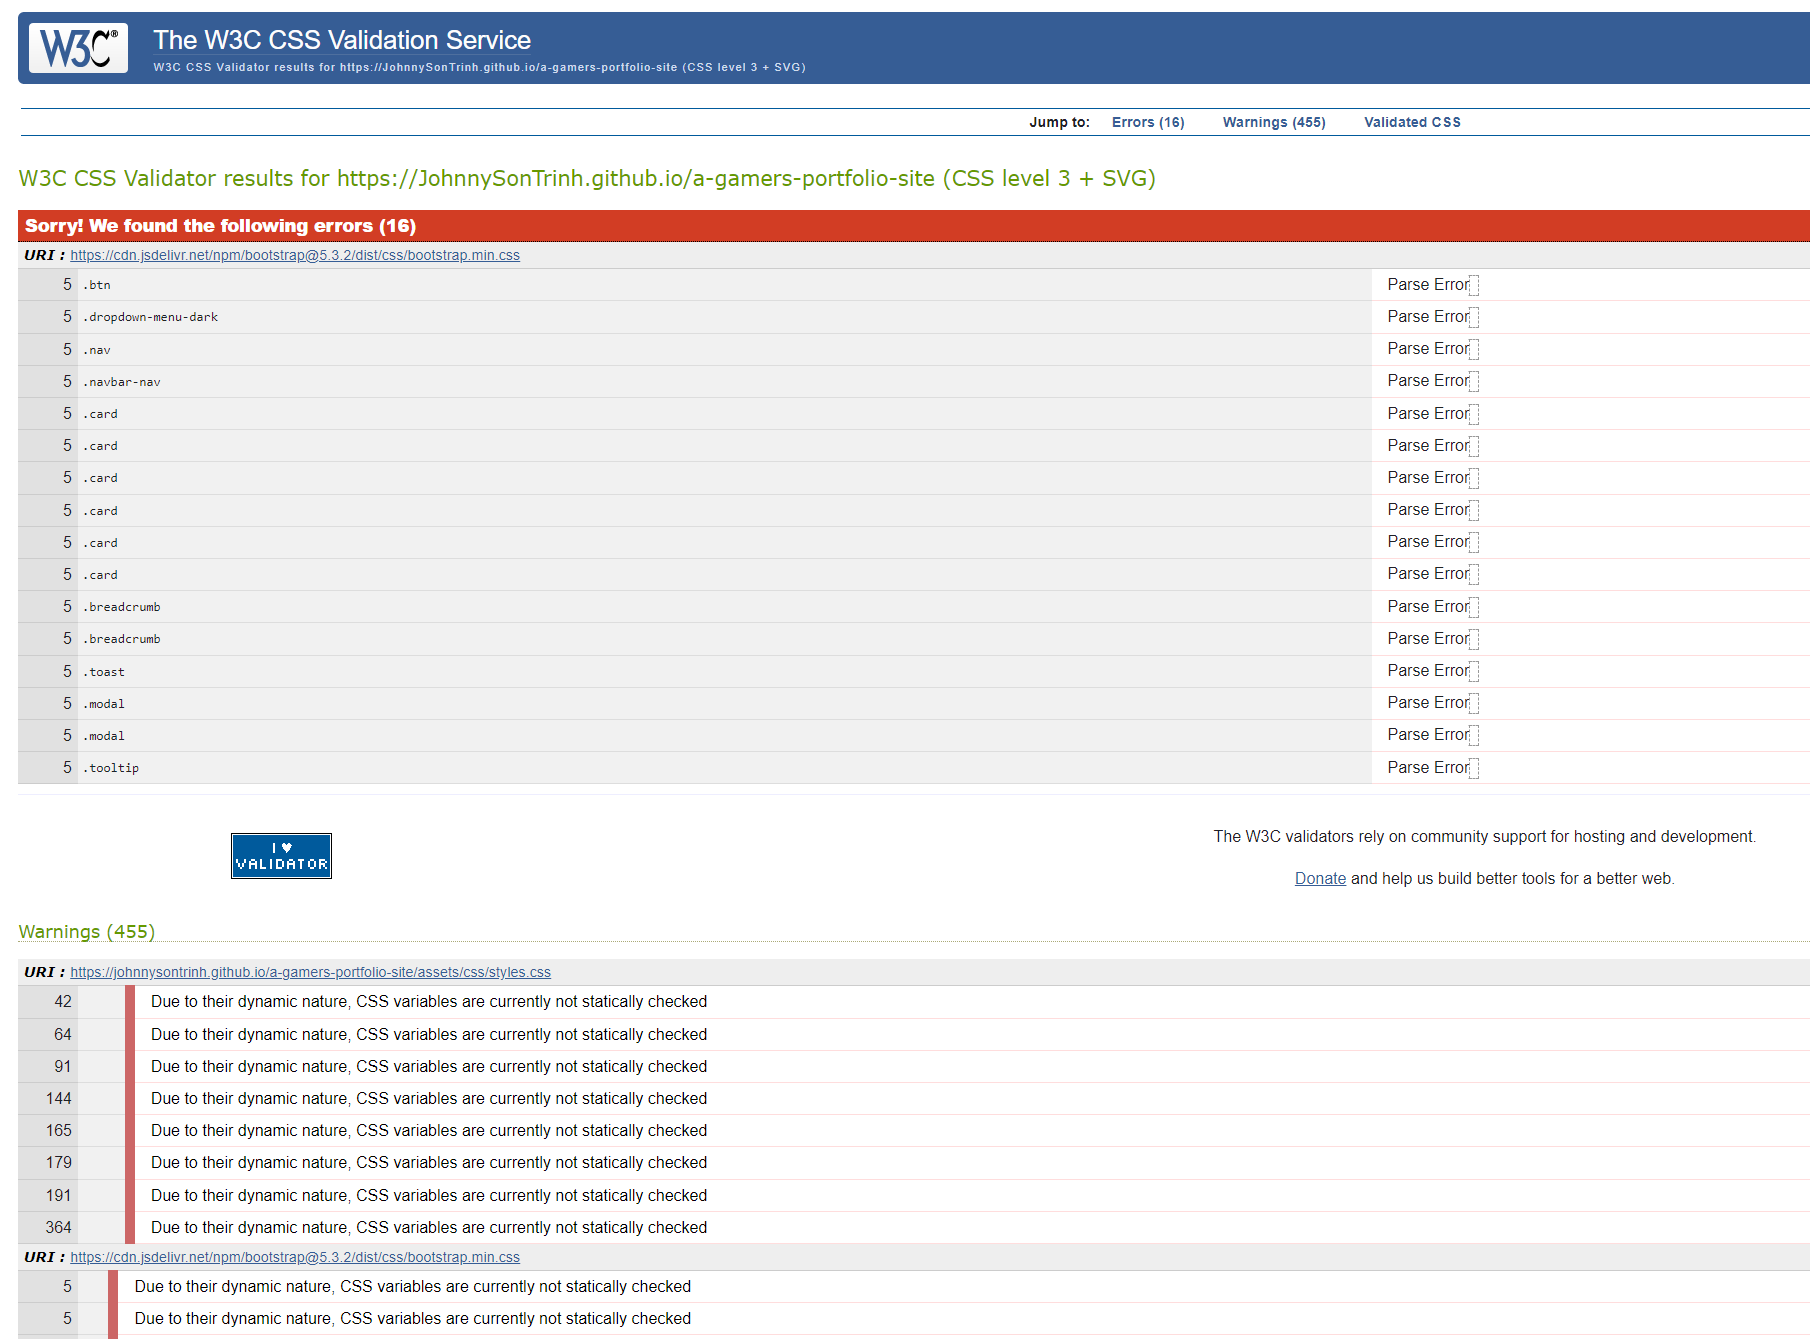 W3C®
The W3C CSS Validation Service
W3C CSS Validator results for https://JohnnySonTrinh.github.io/a-gamers-portfolio-site (CSS level 3 + SVG)
Jump to: Errors (16) Warnings (455) Validated CSS
W3C CSS Validator results for https://JohnnySonTrinh.github.io/a-gamers-portfolio-site (CSS level 3 + SVG)
Sorry! We found the following errors (16)
URI : https://cdn.jsdelivr.net/npm/bootstrap@5.3.2/dist/css/bootstrap.min.css
5 .btn Parse Error
5 .dropdown-menu-dark Parse Error
5 .nav Parse Error
5 .navbar-nav Parse Error
5 .card Parse Error
5 .card Parse Error
5 .card Parse Error
5 .card Parse Error
5 .card Parse Error
5 .card Parse Error
5 .breadcrumb Parse Error
5 .breadcrumb Parse Error
5 .toast Parse Error
5 .modal Parse Error
5 .modal Parse Error
5 .tooltip Parse Error
I ♥
VALIDATOR
The W3C validators rely on community support for hosting and development.
Donate and help us build better tools for a better web.
Warnings (455)
URI : https://johnnysontrinh.github.io/a-gamers-portfolio-site/assets/css/styles.css
42 Due to their dynamic nature, CSS variables are currently not statically checked
64 Due to their dynamic nature, CSS variables are currently not statically checked
91 Due to their dynamic nature, CSS variables are currently not statically checked
144 Due to their dynamic nature, CSS variables are currently not statically checked
165 Due to their dynamic nature, CSS variables are currently not statically checked
179 Due to their dynamic nature, CSS variables are currently not statically checked
191 Due to their dynamic nature, CSS variables are currently not statically checked
364 Due to their dynamic nature, CSS variables are currently not statically checked
URI : https://cdn.jsdelivr.net/npm/bootstrap@5.3.2/dist/css/bootstrap.min.css
5 Due to their dynamic nature, CSS variables are currently not statically checked
5 Due to their dynamic nature, CSS variables are currently not statically checked